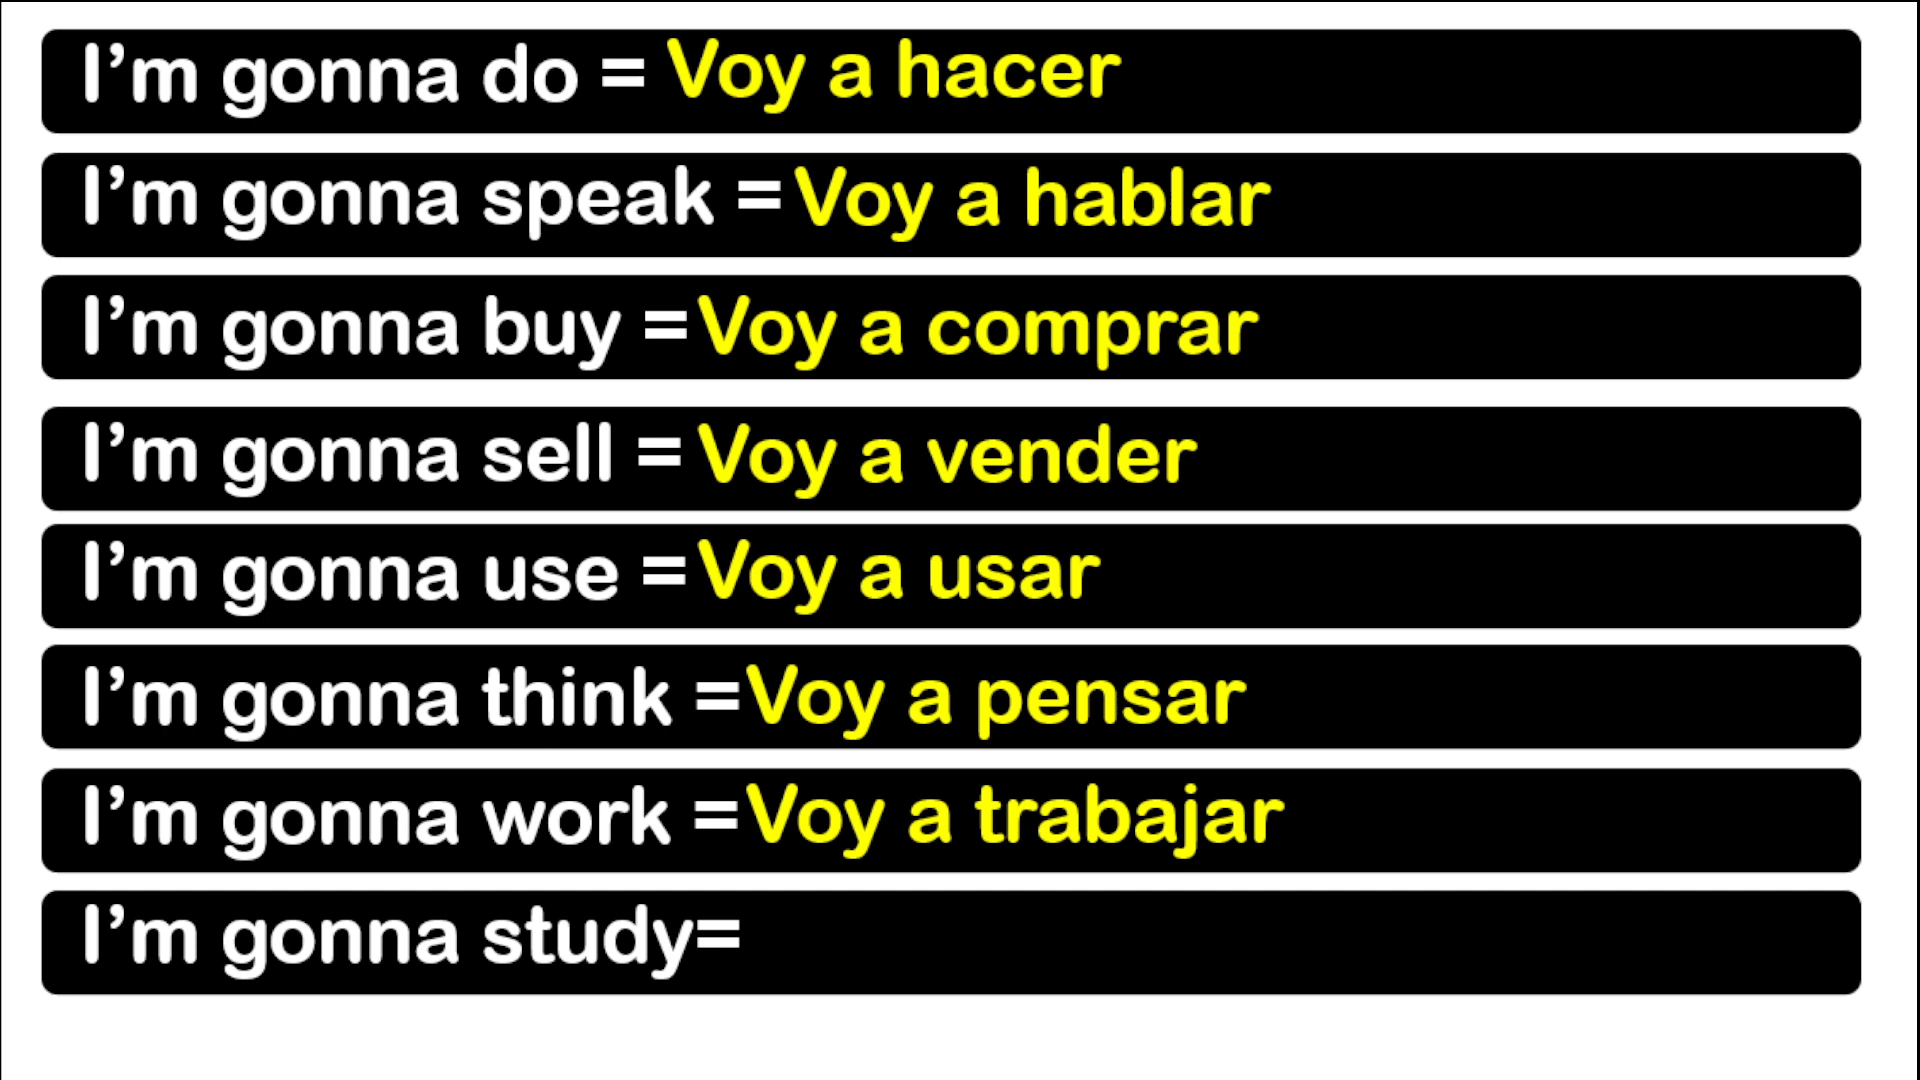 I’m gonna do = Voy a hacer
I’m gonna speak = Voy a hablar
I’m gonna buy = Voy a comprar
I’m gonna sell = Voy a vender
I’m gonna use = Voy a usar
I’m gonna think =Voy a pensar
I’m gonna work =Voy a trabajar
I’m gonna study=